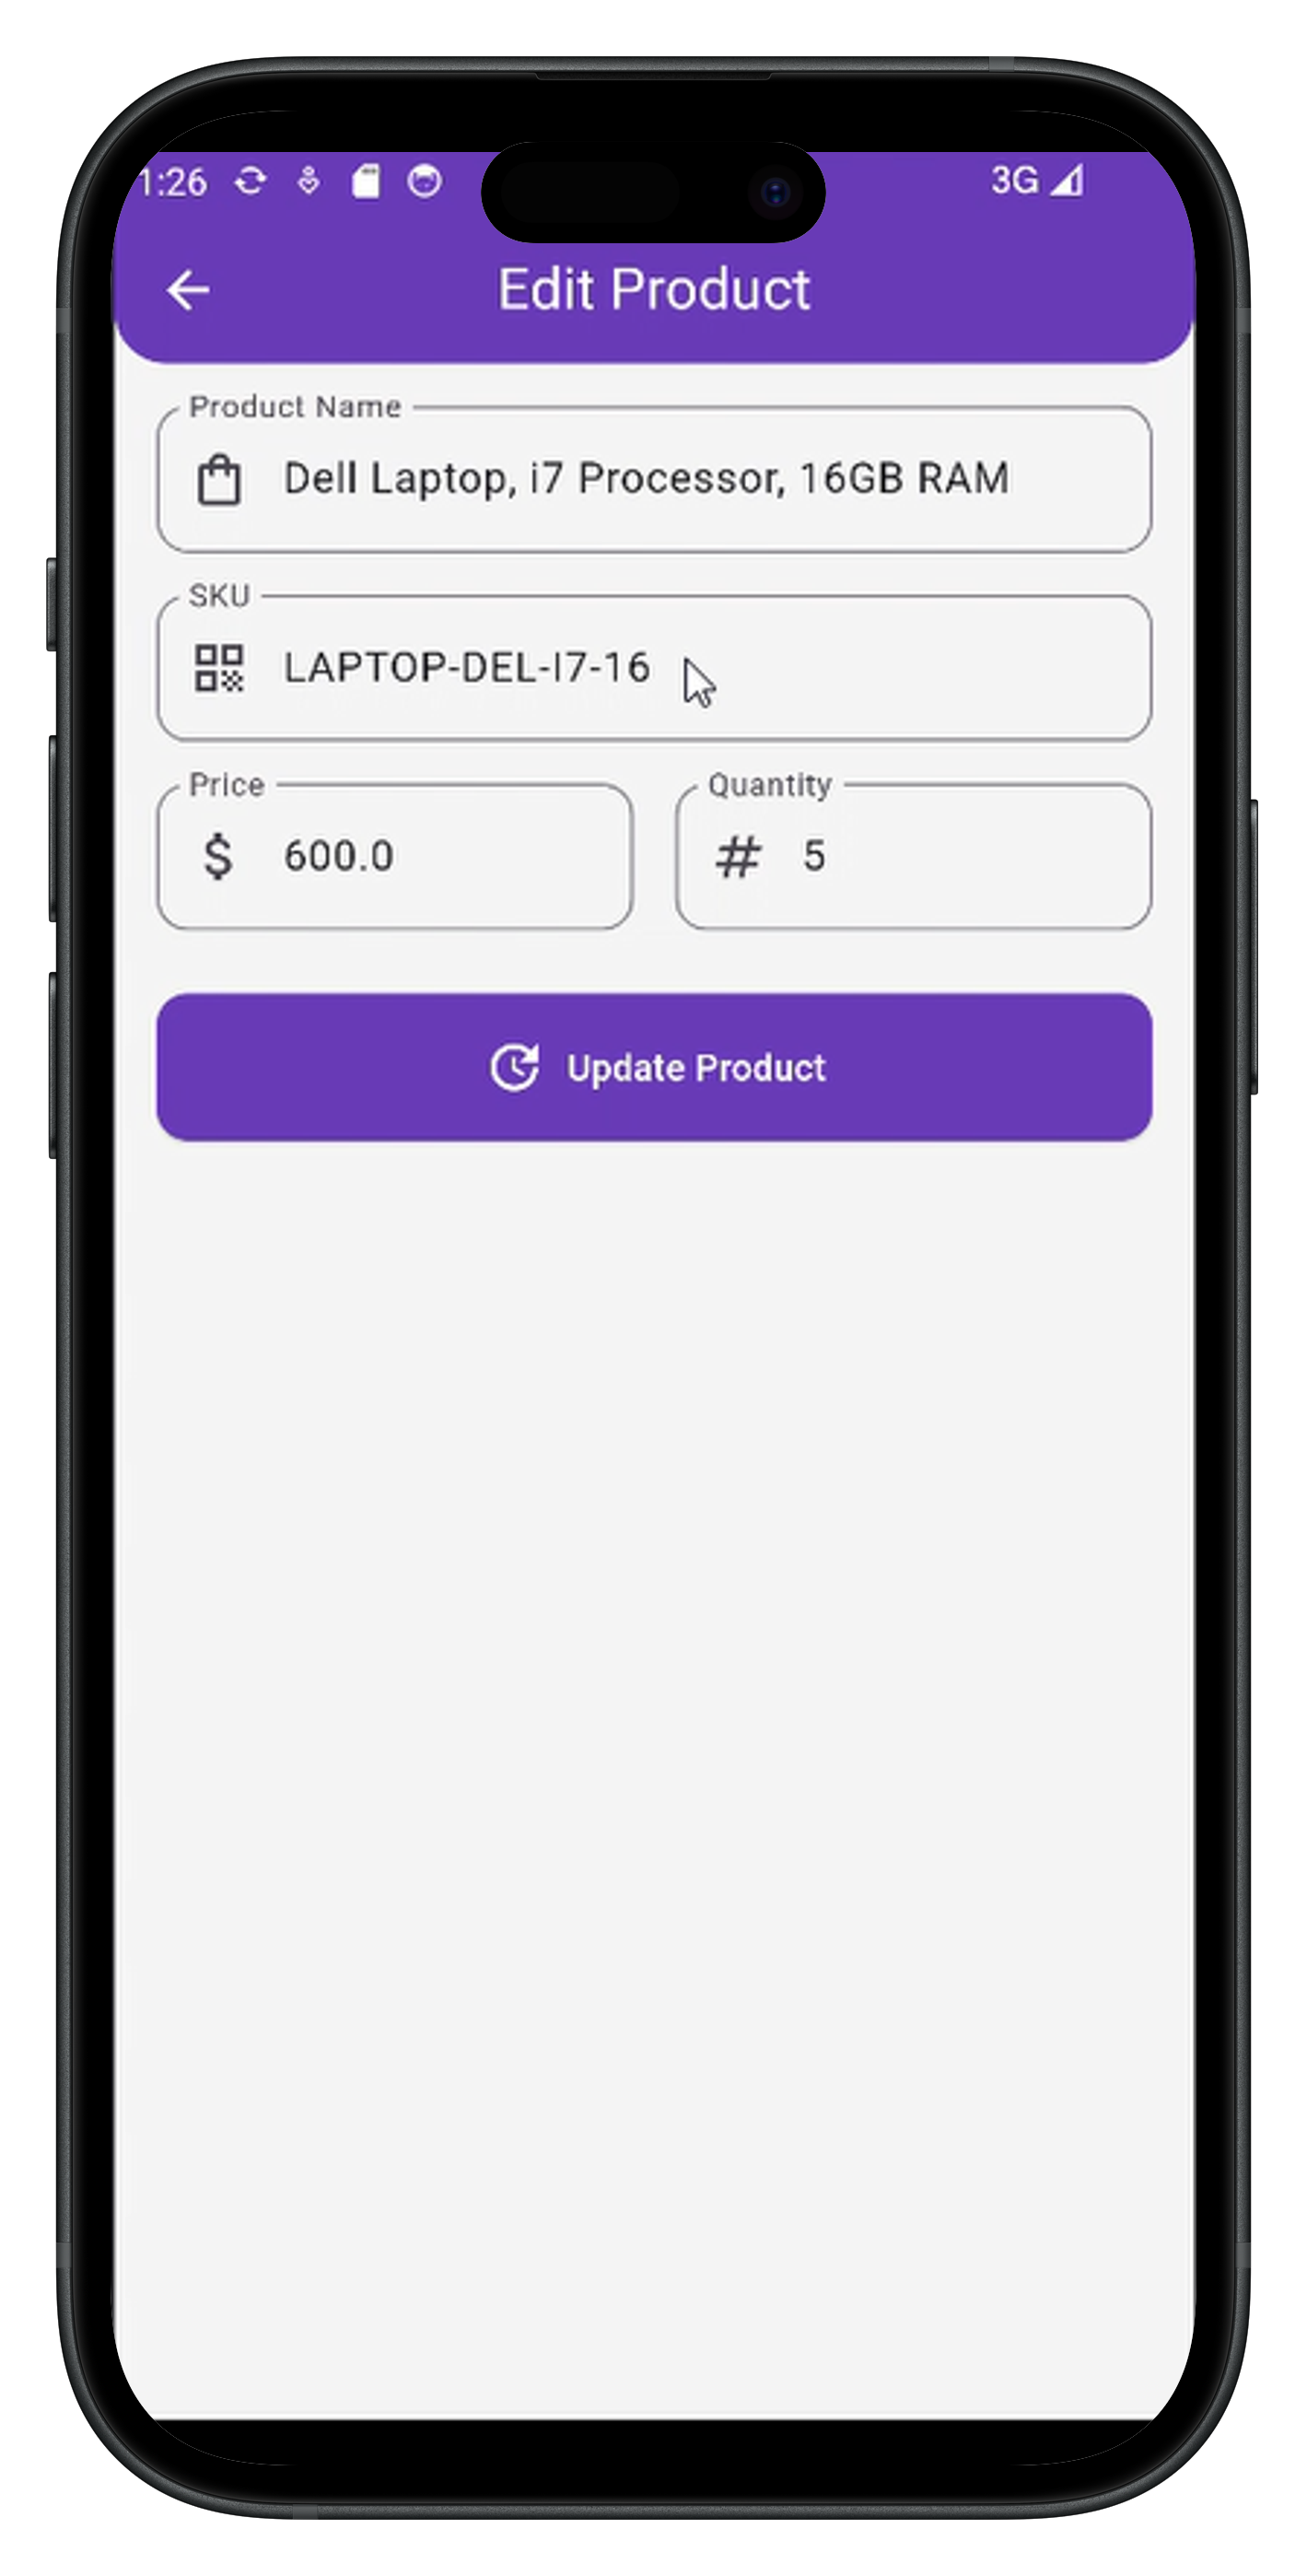 1:26 3G
Edit Product
Product Name
Dell Laptop, i7 Processor, 16GB RAM
SKU
LAPTOP-DEL-I7-16
Price Quantity
$ 600.0 # 5
Update Product